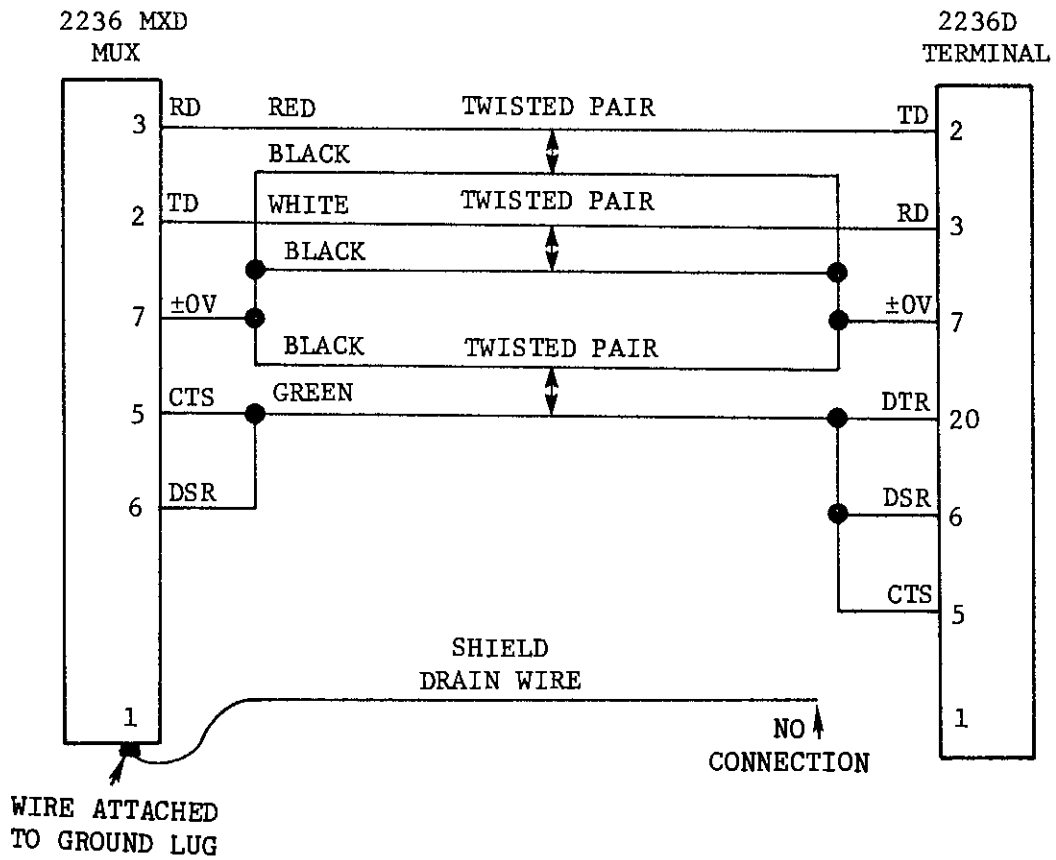 2236 MXD
MUX
2236D
TERMINAL
3 RD RED TWISTED PAIR TD 2
BLACK
2 TD WHITE TWISTED PAIR RD 3
BLACK
7 ±0V ±0V 7
BLACK TWISTED PAIR
5 CTS GREEN DTR 20
6 DSR DSR 6
CTS 5
SHIELD
DRAIN WIRE
1 1
NO
CONNECTION
WIRE ATTACHED
TO GROUND LUG